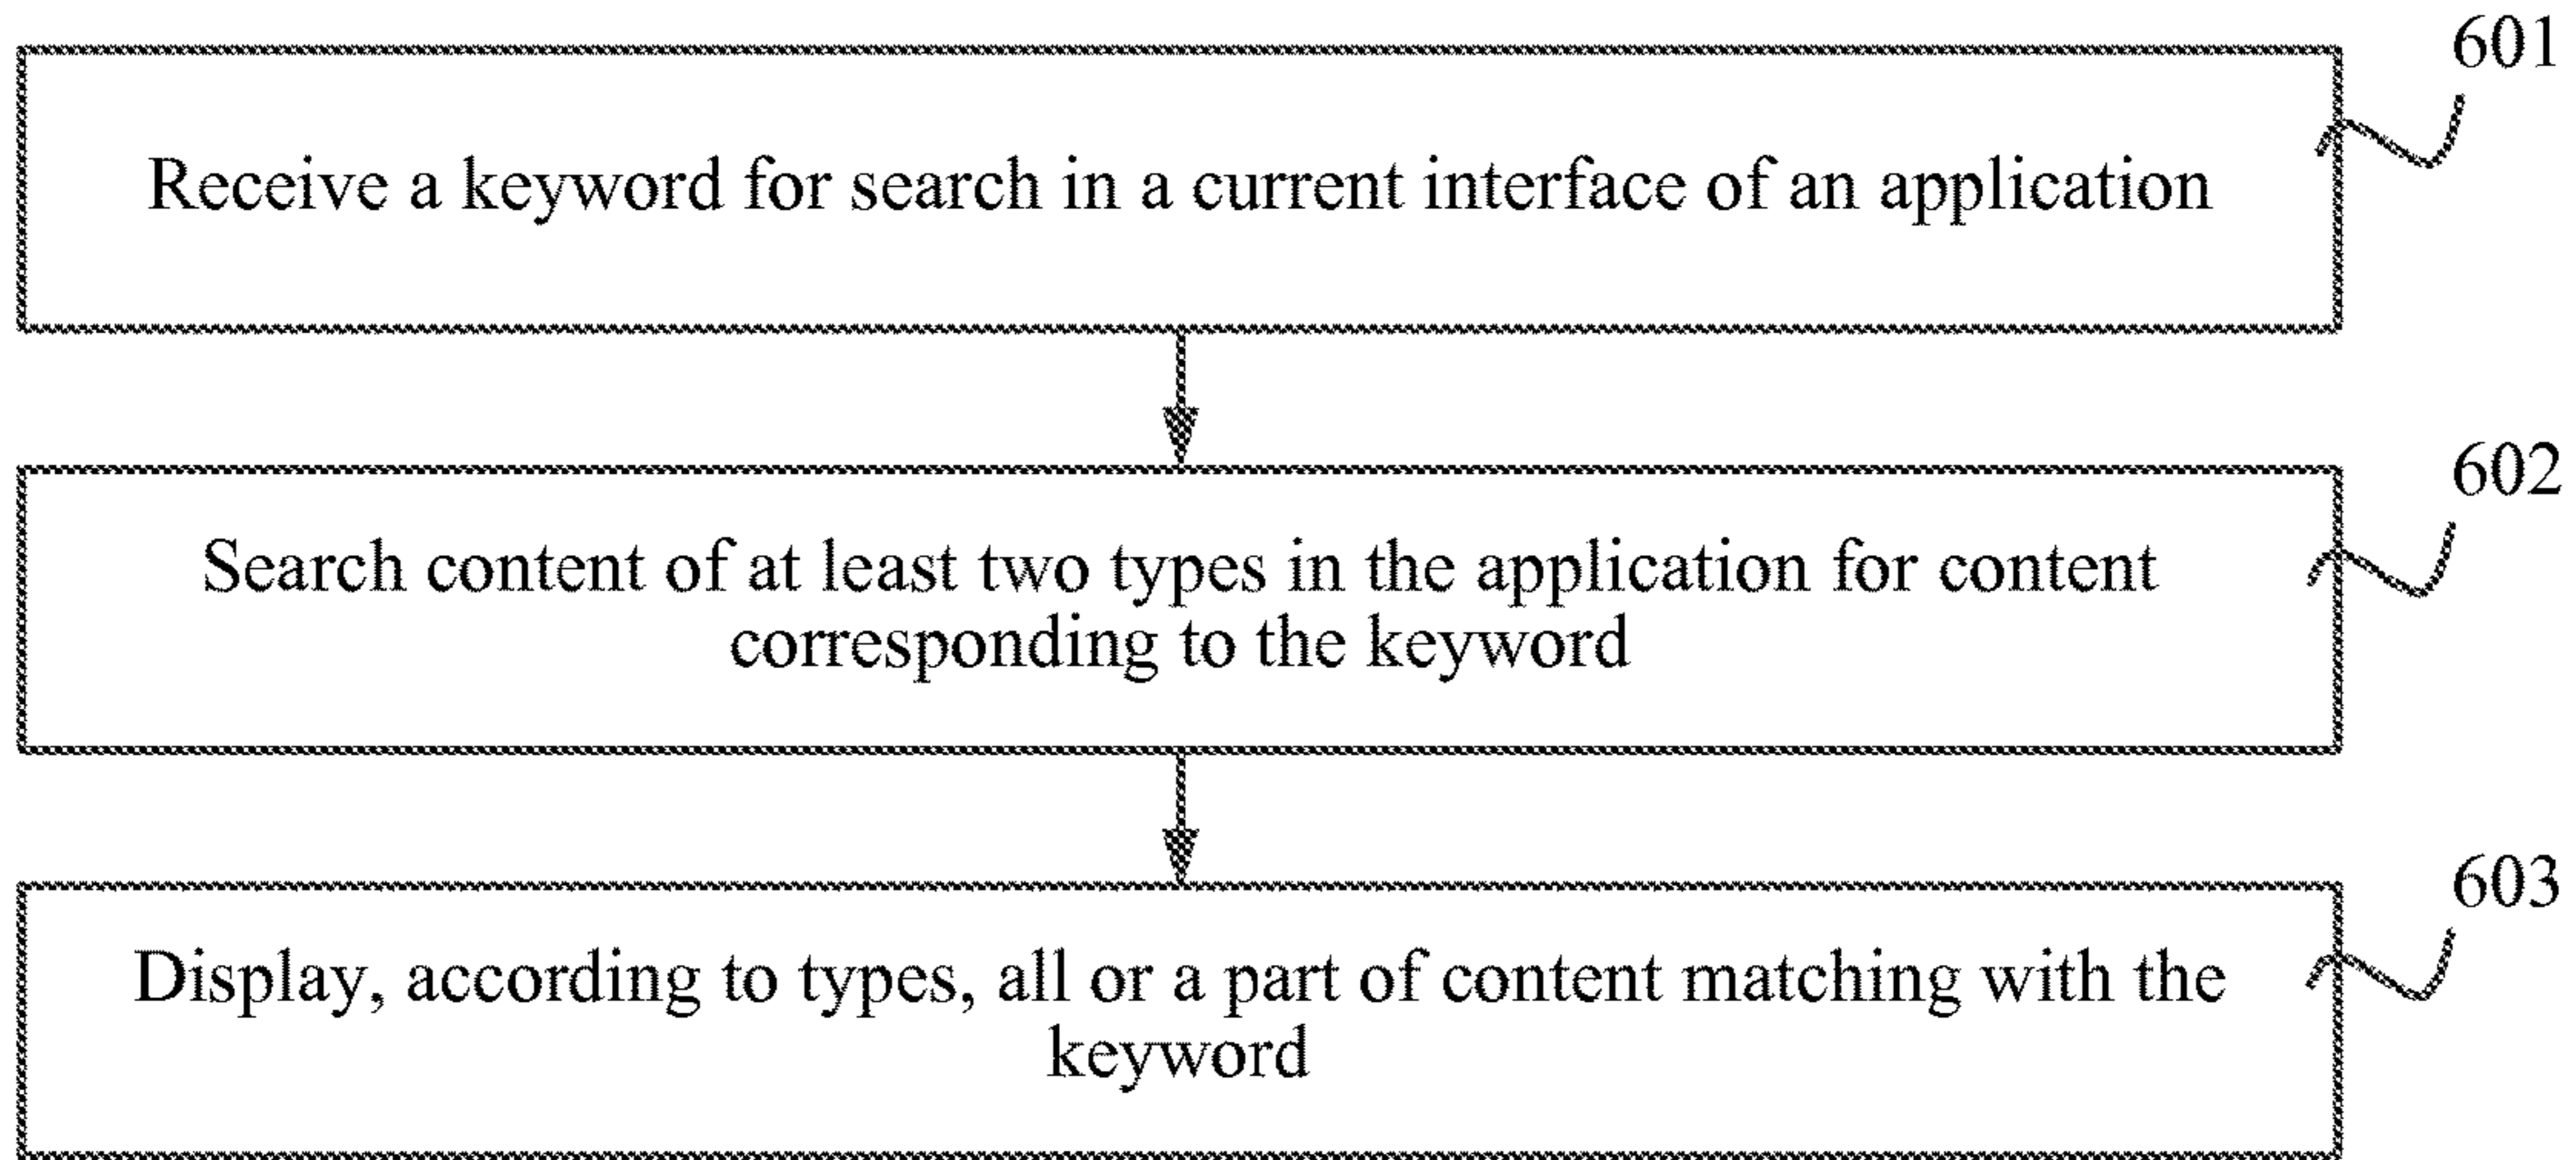 601
Receive a keyword for search in a current interface of an application
602
Search content of at least two types in the application for content
corresponding to the keyword
603
Display, according to types, all or a part of content matching with the
keyword